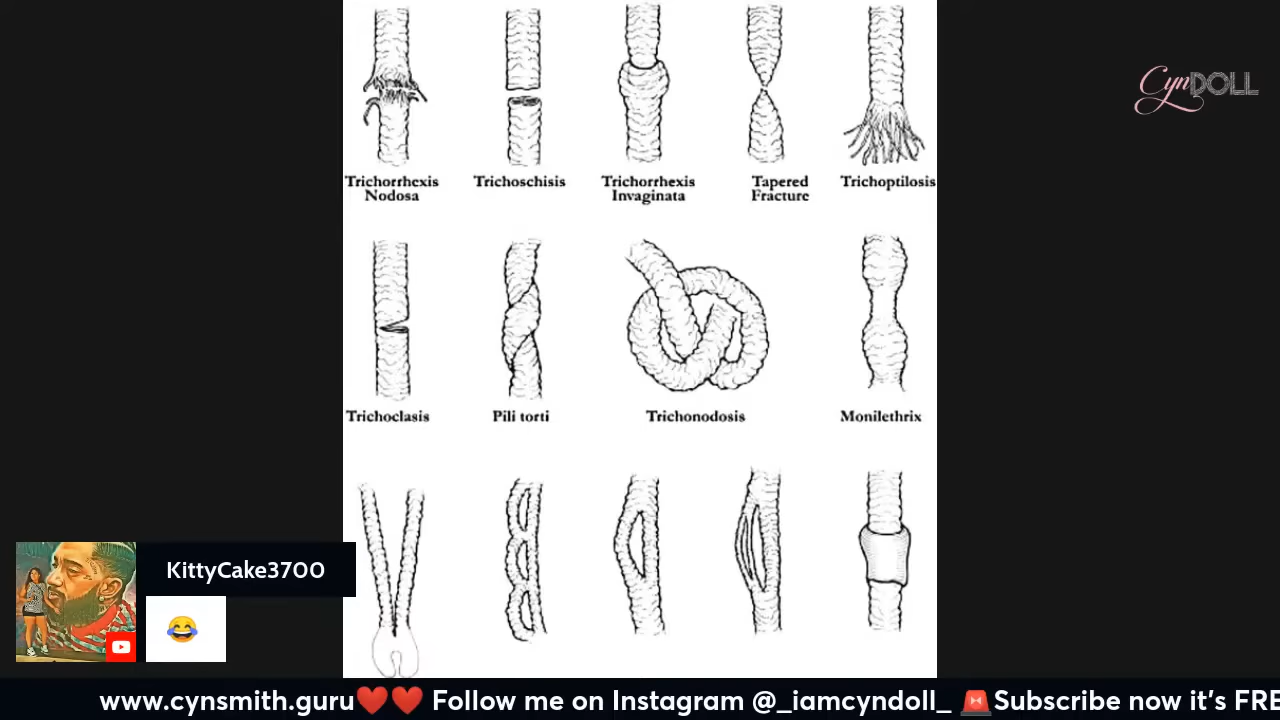 CynDOLL
Trichorrhexis
Nodosa
Trichoschisis
Trichorrhexis
Invaginata
Tapered
Fracture
Trichoptilosis
Trichoclasis
Pili torti
Trichonodosis
Monilethrix
KittyCake3700
😂
www.cynsmith.guru❤️❤️ Follow me on Instagram @_iamcyndoll_ 🚨Subscribe now it's FRE